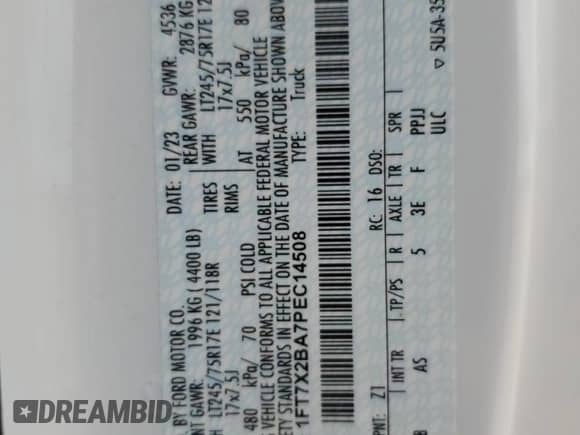 BY FORD MOTOR CO. DATE: 01/23 GVWR: 4536
NT GAWR: 1996 KG ( 4400 LB) REAR GAWR: 2876 KG
LT245/75R17E 121/118R TIRES WITH LT245/75R17E 12
17x7.5J RIMS 17x7.5J
480 kPa/ 70 PSI COLD AT 550 kPa/ 80
VEHICLE CONFORMS TO ALL APPLICABLE FEDERAL MOTOR VEHICLE
ETY STANDARDS IN EFFECT ON THE DATE OF MANUFACTURE SHOWN ABOV
1FT7X2BA7PEC14508 TYPE: Truck
PNT: Z1 RC: 16 DSO:
INT TR TP/PS R AXLE TR SPR
AS 5 3E F PPJJ
B ULC
▽ 5USA-35
DREAMBID